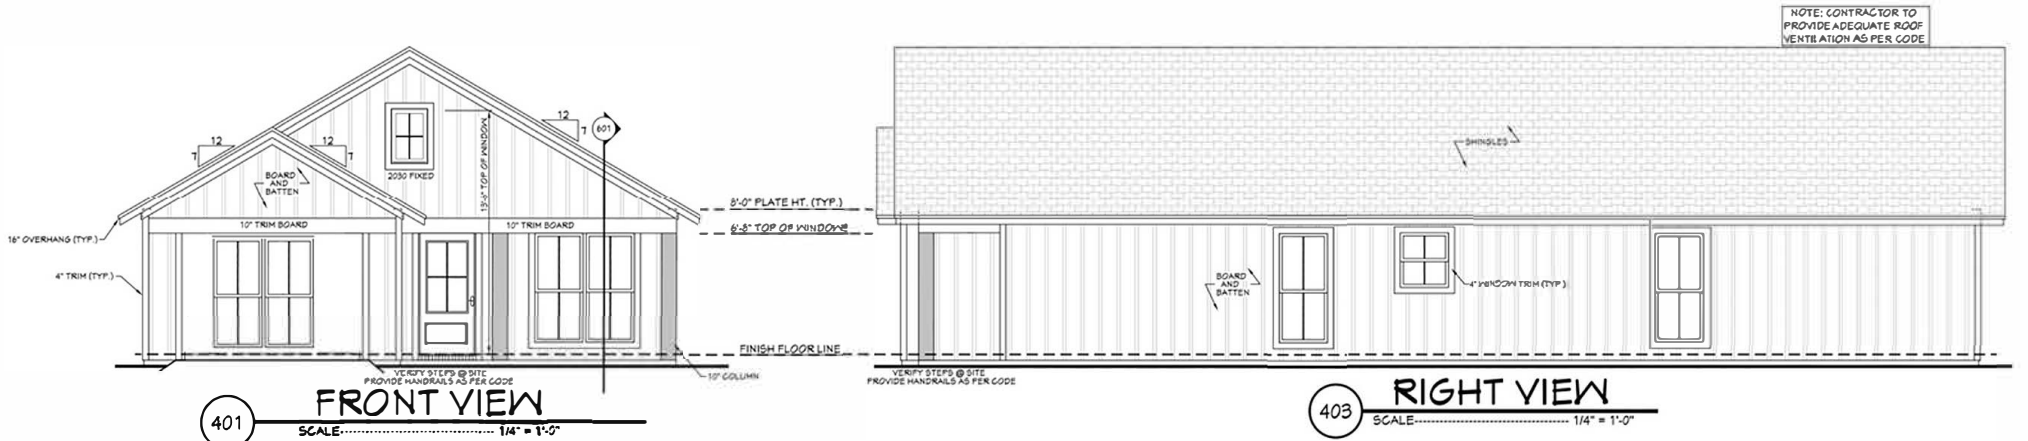 NOTE: CONTRACTOR TO
PROVIDE ADEQUATE ROOF
VENTILATION AS PER CODE
12
7
12
7
12
7
601
BOARD
AND
BATTEN
2030 FIXED
13'-6" TOP OF WINDOW
10" TRIM BOARD
10" TRIM BOARD
16" OVERHANG (TYP.)
4" TRIM (TYP.)
8'-0" PLATE HT. (TYP.)
6'-8" TOP OF WINDOWS
FINISH FLOOR LINE
10" COLUMN
VERIFY STEPS @ SITE
PROVIDE HANDRAILS AS PER CODE
401
FRONT VIEW
SCALE
1/4" = 1'-0"
SHINGLES
BOARD
AND
BATTEN
4" WINDOW TRIM (TYP.)
VERIFY STEPS @ SITE
PROVIDE HANDRAILS AS PER CODE
403
RIGHT VIEW
SCALE
1/4" = 1'-0"